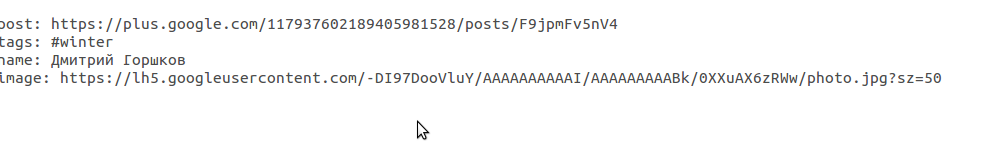 post: https://plus.google.com/117937602189405981528/posts/F9jpmFv5nV4
tags: #winter
name: Дмитрий Горшков
image: https://lh5.googleusercontent.com/-DI97DooVluY/AAAAAAAAAAI/AAAAAAAAABk/0XXuAX6zRWw/photo.jpg?sz=50